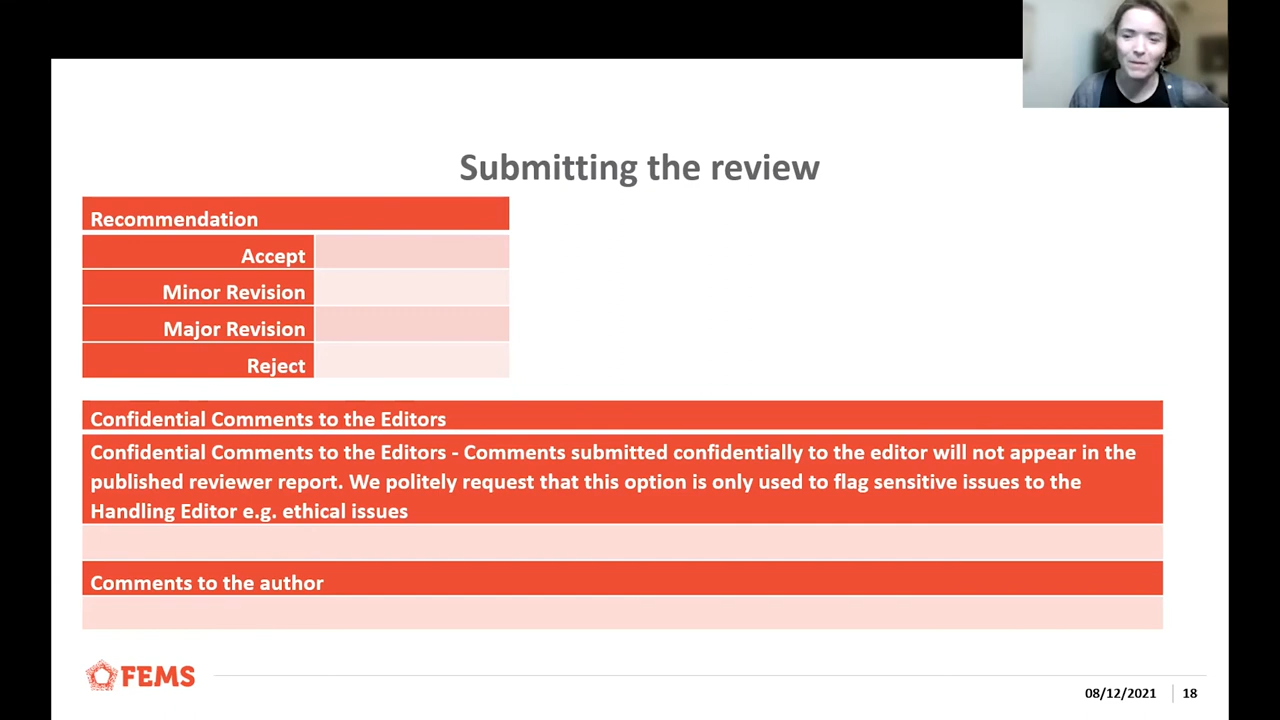 Submitting the review
Recommendation
Accept
Minor Revision
Major Revision
Reject
Confidential Comments to the Editors
Confidential Comments to the Editors - Comments submitted confidentially to the editor will not appear in the
published reviewer report. We politely request that this option is only used to flag sensitive issues to the
Handling Editor e.g. ethical issues
Comments to the author
FEMS
08/12/2021
18